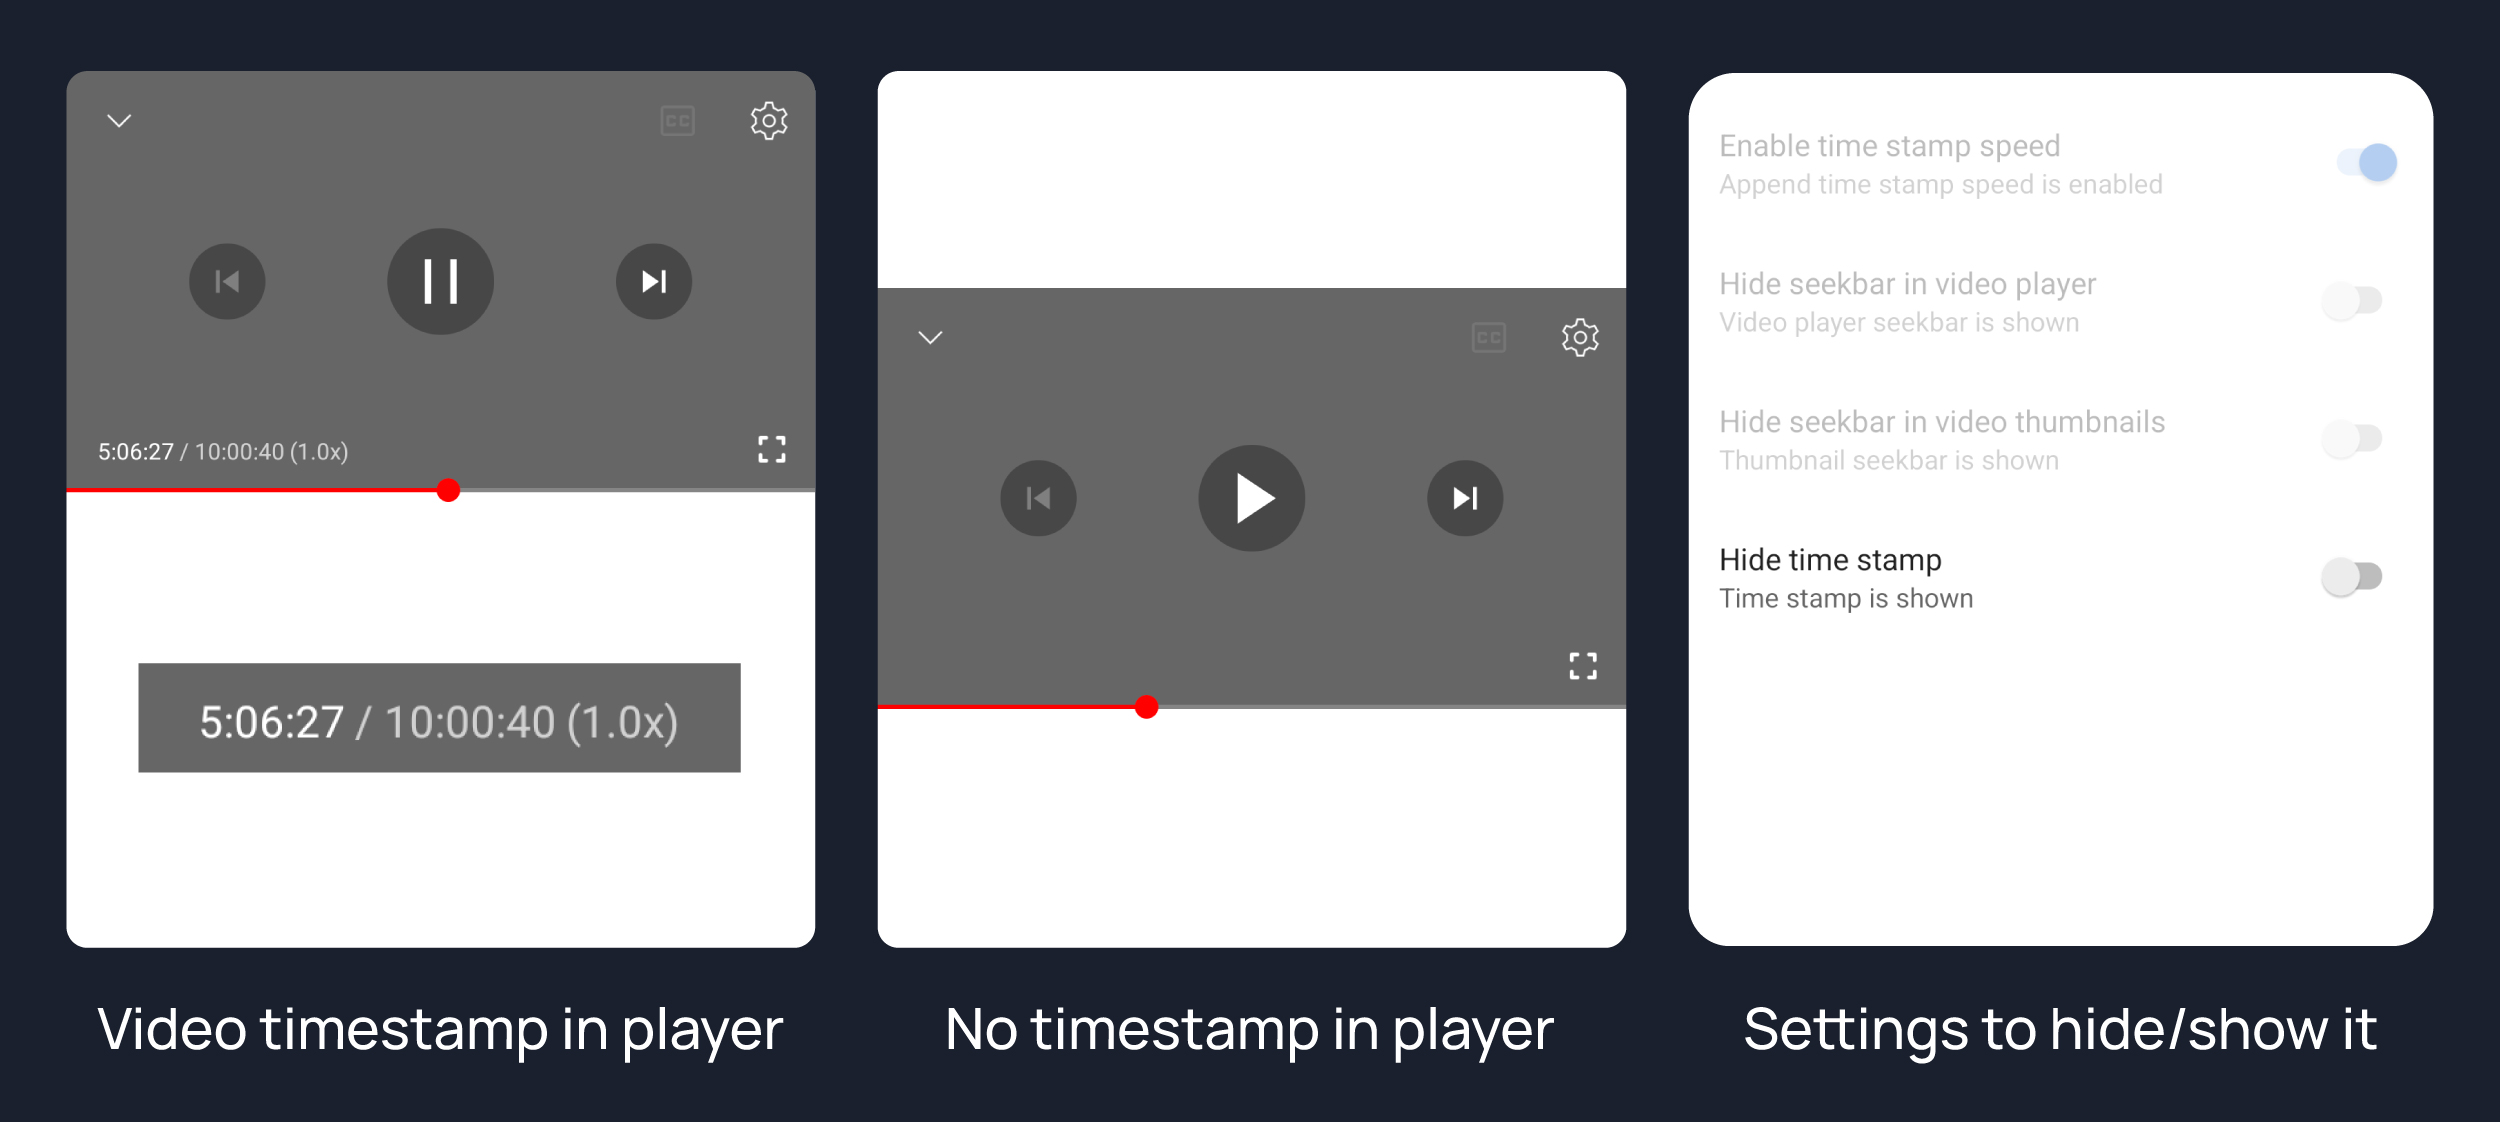 CC
5:06:27 / 10:00:40 (1.0x)
5:06:27 / 10:00:40 (1.0x)
Video timestamp in player
CC
No timestamp in player
Enable time stamp speed
Append time stamp speed is enabled
Hide seekbar in video player
Video player seekbar is shown
Hide seekbar in video thumbnails
Thumbnail seekbar is shown
Hide time stamp
Time stamp is shown
Settings to hide/show it